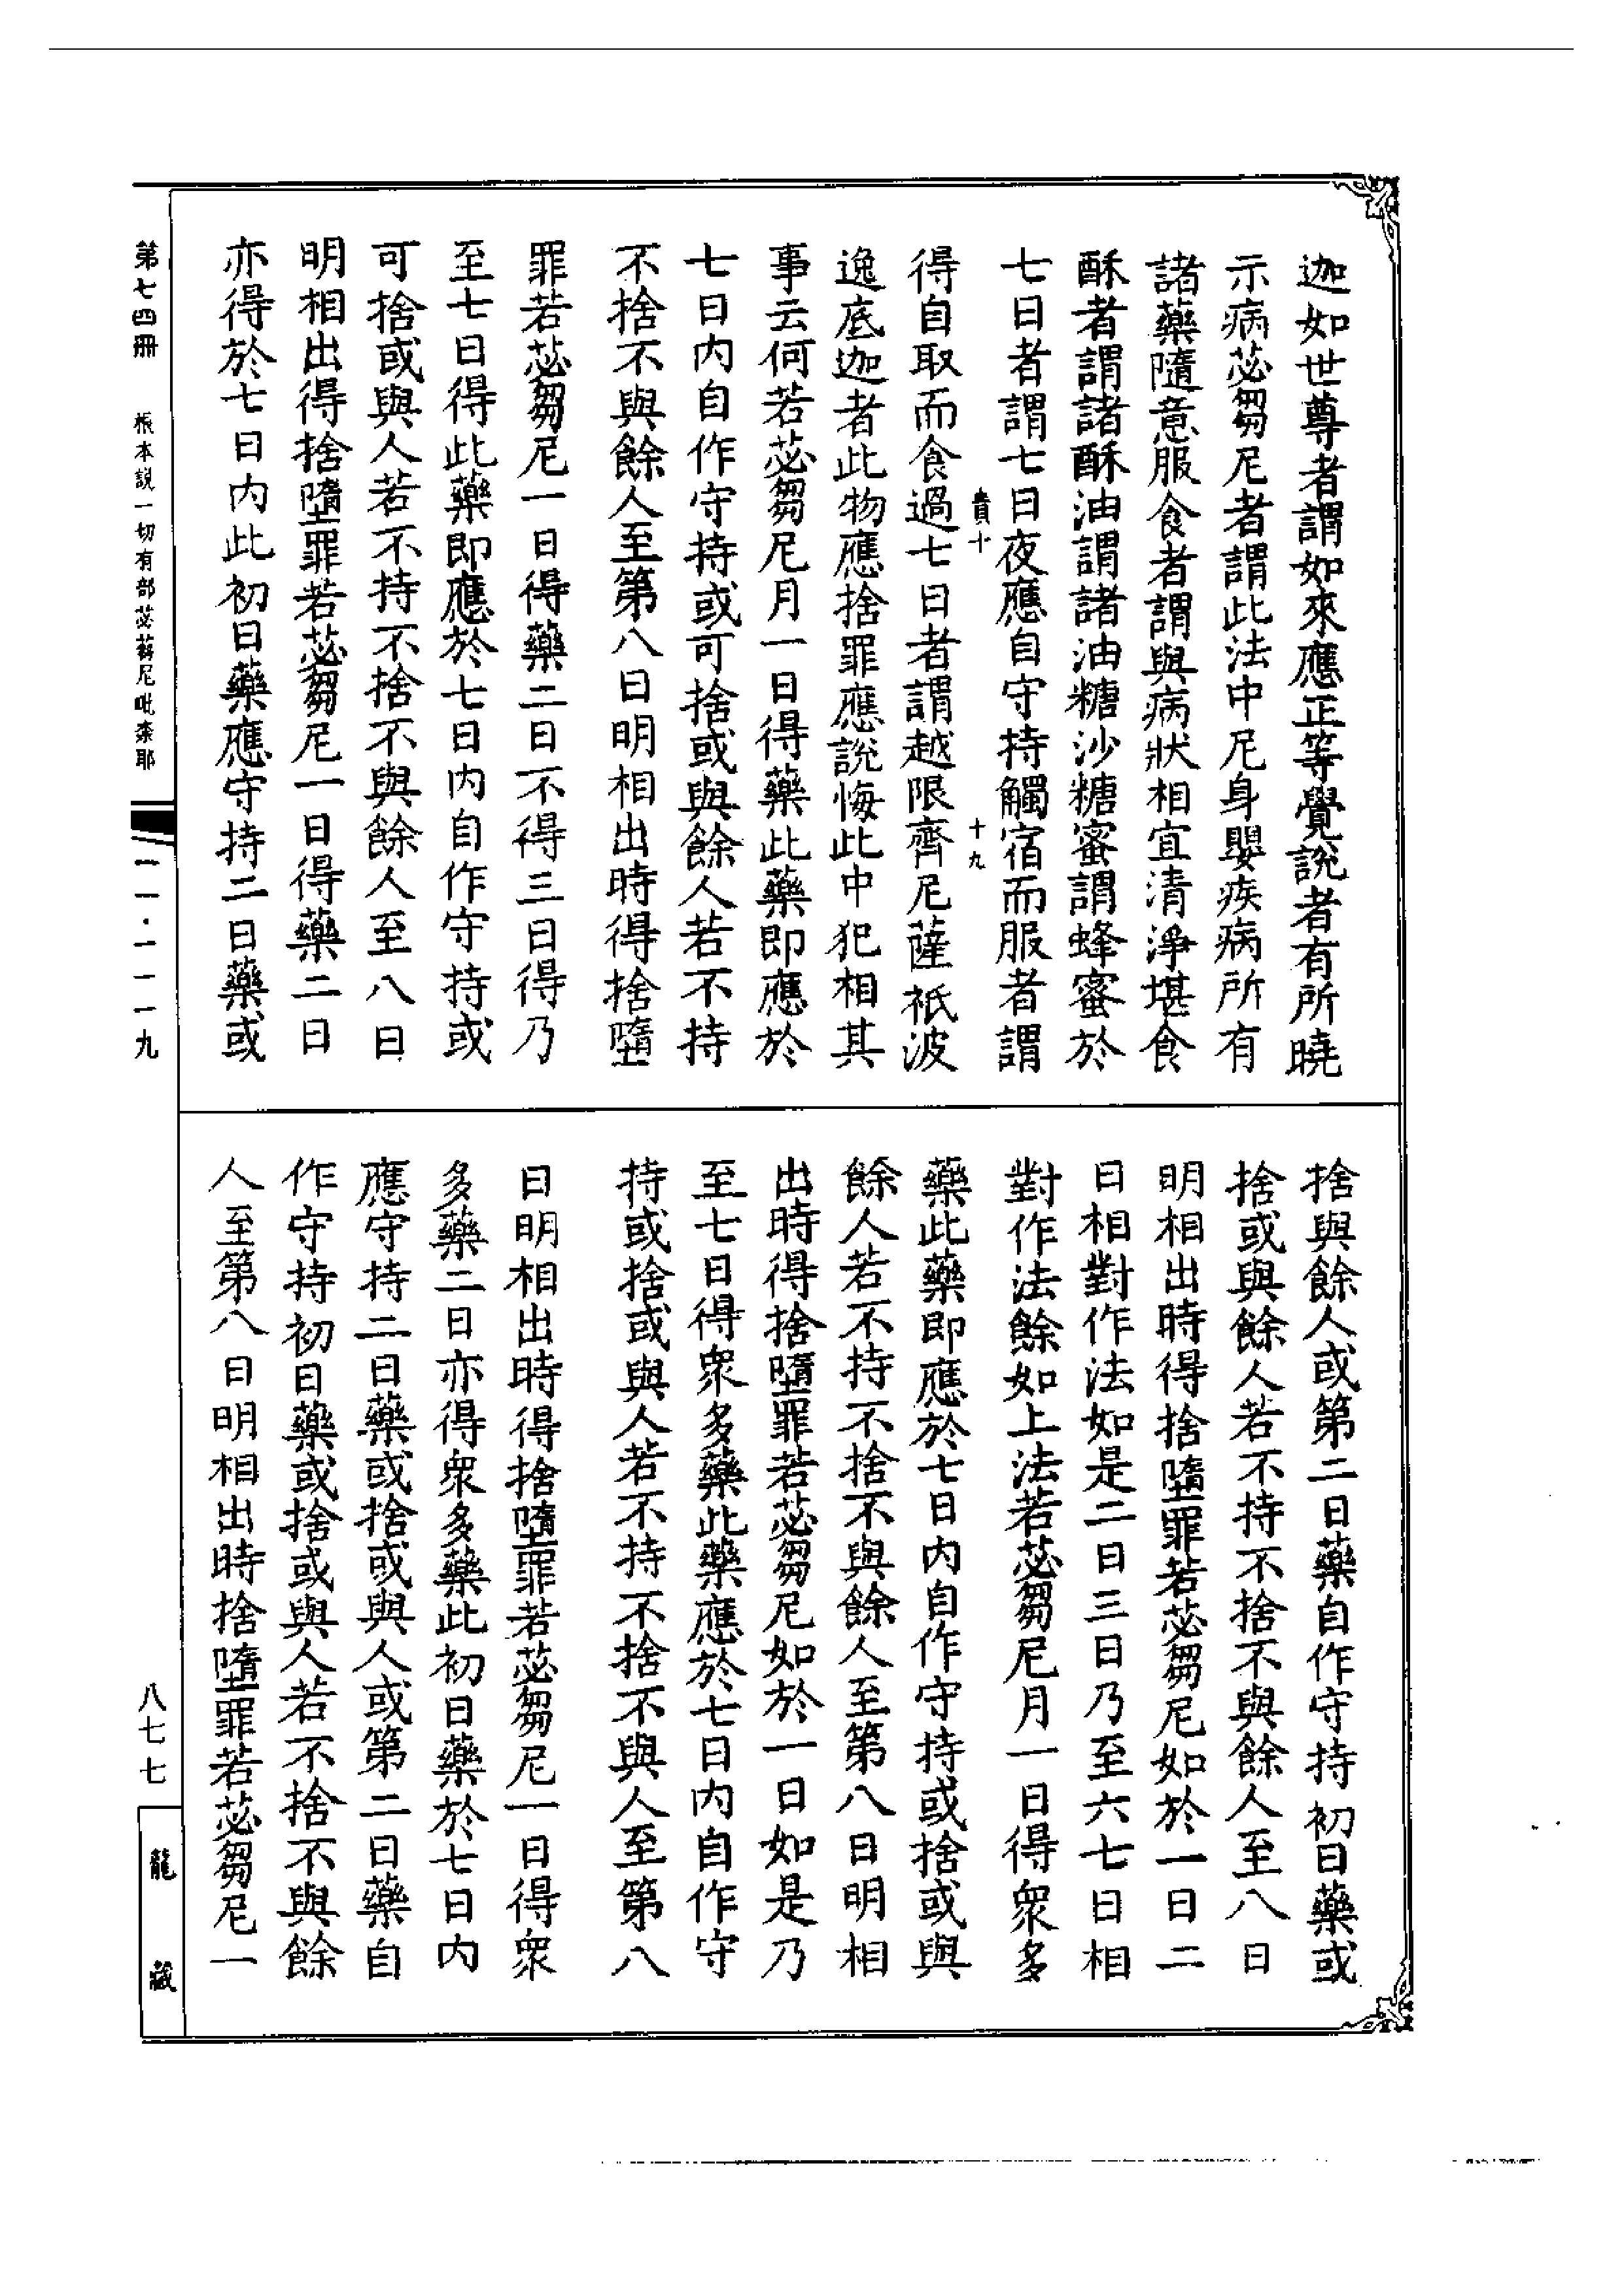 迦如世尊者謂如來應正等覺說者有所曉
示病苾芻尼者謂此法中尼身嬰疾病所有
諸藥隨意服食者謂與病狀相宜清淨堪食
酥者謂諸酥油謂諸油糖沙糖蜜謂蜂蜜於
七日者謂七日夜應自守持觸宿而服者謂
貴十 十九
得自取而食過七日者謂越限齊尼薩祇波
逸底迦者此物應捨罪應說悔此中犯相其
事云何若苾芻尼月一日得藥此藥即應於
七日內自作守持或可捨或與餘人若不持
不捨不與餘人至第八日明相出時得捨墮
罪若苾芻尼一日得藥二日不得三日得乃
至七日得此藥即應於七日內自作守持或
可捨或與人若不持不捨不與餘人至八日
明相出得捨墮罪若苾芻尼一日得藥二日
亦得於七日內此初日藥應守持二日藥或
捨與餘人或第二日藥自作守持初日藥或
捨或與餘人若不持不捨不與餘人至八日
明相出時得捨墮罪若苾芻尼如於一日二
日相對作法如是二日三日乃至六七日相
對作法餘如上法若苾芻尼月一日得眾多
藥此藥即應於七日內自作守持或捨或與
餘人若不持不捨不與餘人至第八日明相
出時得捨墮罪若苾芻尼如於一日如是乃
至七日得眾多藥此藥應於七日內自作守
持或捨或與人若不持不捨不與人至第八
日明相出時得捨墮罪若苾芻尼一日得眾
多藥二日亦得眾多藥此初日藥於七日內
應守持二日藥或捨或與人或第二日藥自
作守持初日藥或捨或與人若不捨不與餘
人至第八日明相出時捨墮罪若苾芻尼一
第七四冊 根本説一切有部苾蒭尼毗柰耶 一一·一一一九
八七七
龍藏